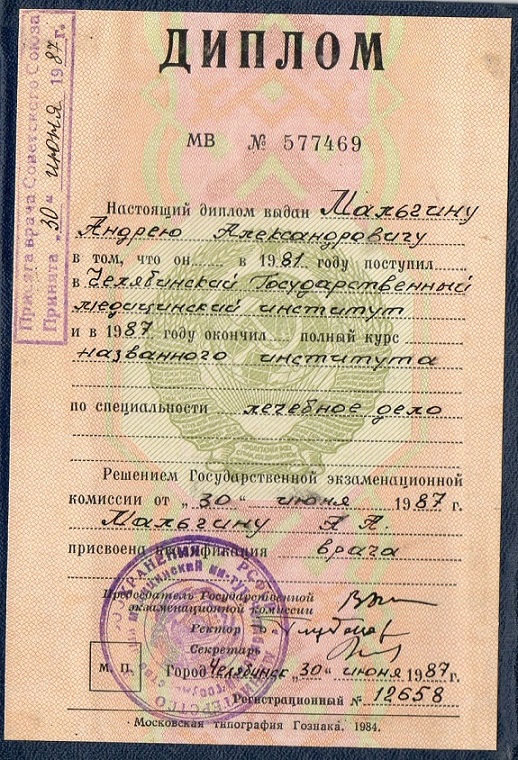 ДИПЛОМ
МВ № 577469
Присяга врача Советского Союза
Принята „30“ июня 1987 г.
Настоящий диплом выдан Мальгину
Андрею Александровичу
в том, что он в 1981 году поступил
в Челябинский Государственный
медицинский институт
и в 1987 году окончил полный курс
названного института
по специальности лечебное дело
Решением Государственной экзаменационной
комиссии от „30“ июня 1987 г.
Мальгину А А
присвоена квалификация врача
Председатель Государственной
экзаменационной комиссии
Ректор
Секретарь
М. П.
Город Челябинск „30“ июня 1987 г.
Регистрационный № 12658
Московская типография Гознака. 1984.